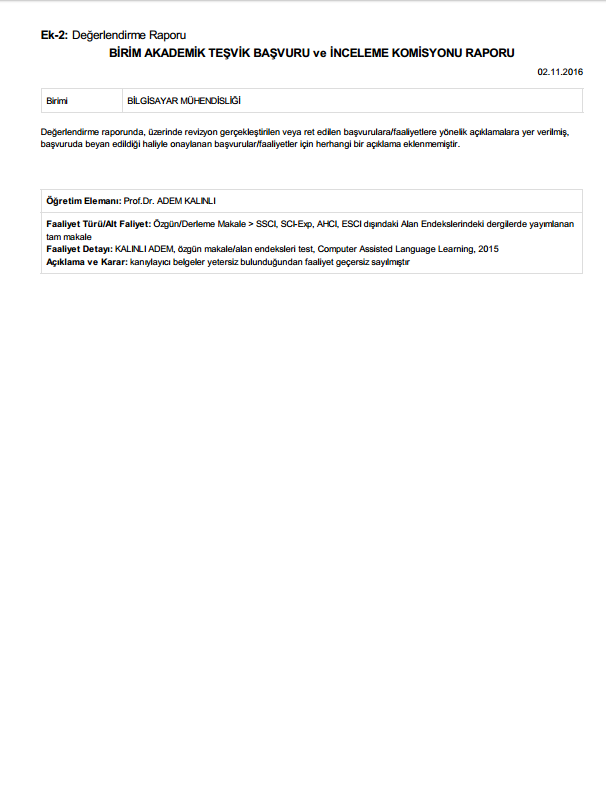 Ek-2: Değerlendirme Raporu
BİRİM AKADEMİK TEŞVİK BAŞVURU ve İNCELEME KOMİSYONU RAPORU
02.11.2016
Birimi BİLGİSAYAR MÜHENDİSLİĞİ
Değerlendirme raporunda, üzerinde revizyon gerçekleştirilen veya ret edilen başvurulara/faaliyetlere yönelik açıklamalara yer verilmiş,
başvuruda beyan edildiği haliyle onaylanan başvurular/faaliyetler için herhangi bir açıklama eklenmemiştir.
Öğretim Elemanı: Prof.Dr. ADEM KALINLI
Faaliyet Türü/Alt Faliyet: Özgün/Derleme Makale > SSCI, SCI-Exp, AHCI, ESCI dışındaki Alan Endekslerindeki dergilerde yayımlanan
tam makale
Faaliyet Detayı: KALINLI ADEM, özgün makale/alan endeksleri test, Computer Assisted Language Learning, 2015
Açıklama ve Karar: kanıylayıcı belgeler yetersiz bulunduğundan faaliyet geçersiz sayılmıştır